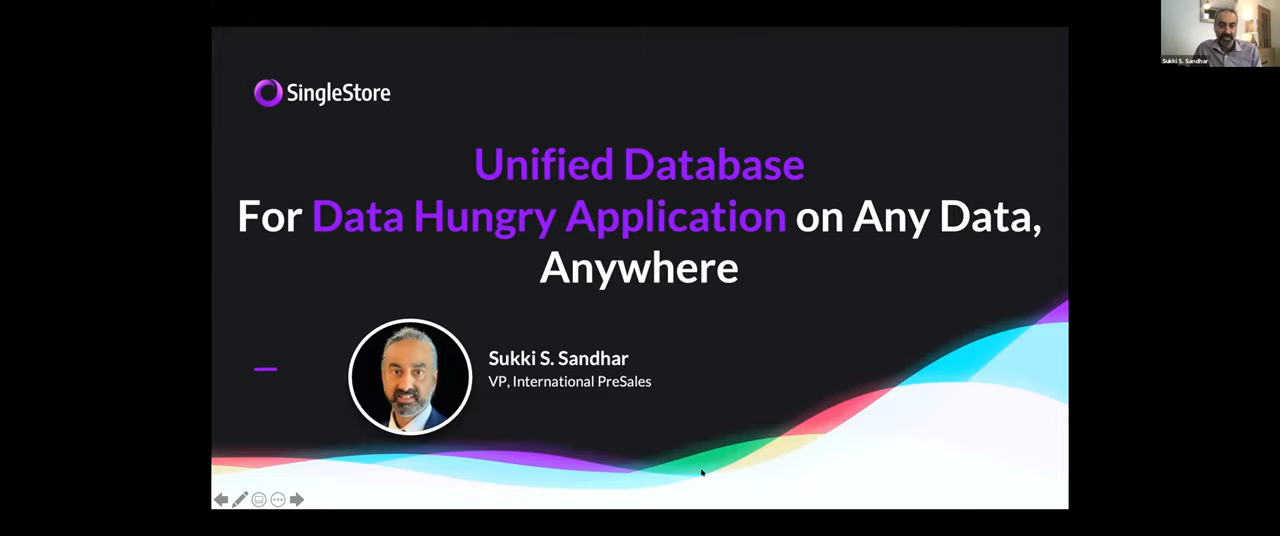 SingleStore
Unified Database
For Data Hungry Application on Any Data,
Anywhere
Sukki S. Sandhar
VP, International PreSales
Sukki S. Sandhar